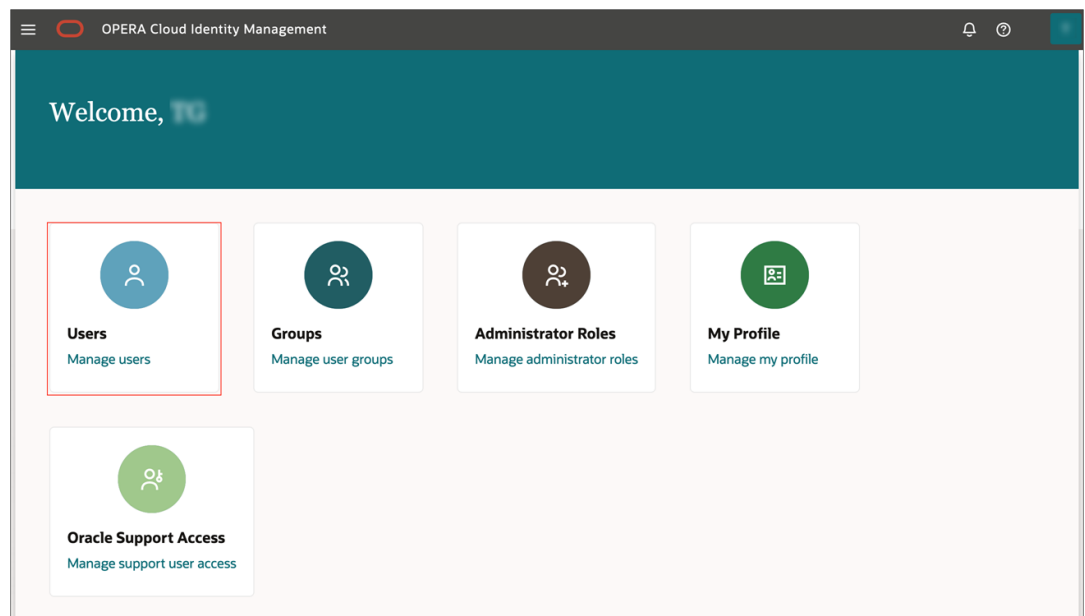 OPERA Cloud Identity Management
Welcome,
Users
Manage users
Groups
Manage user groups
Administrator Roles
Manage administrator roles
My Profile
Manage my profile
Oracle Support Access
Manage support user access